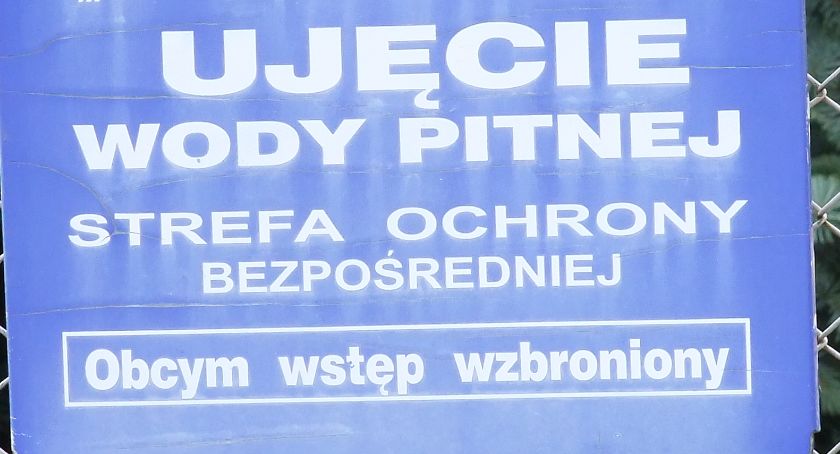 UJĘCIE
WODY PITNEJ
STREFA OCHRONY
BEZPOŚREDNIEJ
Obcym wstęp wzbroniony